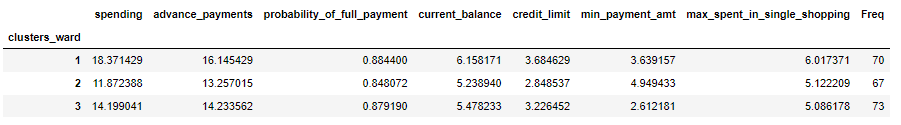 spending advance_payments probability_of_full_payment current_balance credit_limit min_payment_amt max_spent_in_single_shopping Freq
clusters_ward
1 18.371429 16.145429 0.884400 6.158171 3.684629 3.639157 6.017371 70
2 11.872388 13.257015 0.848072 5.238940 2.848537 4.949433 5.122209 67
3 14.199041 14.233562 0.879190 5.478233 3.226452 2.612181 5.086178 73